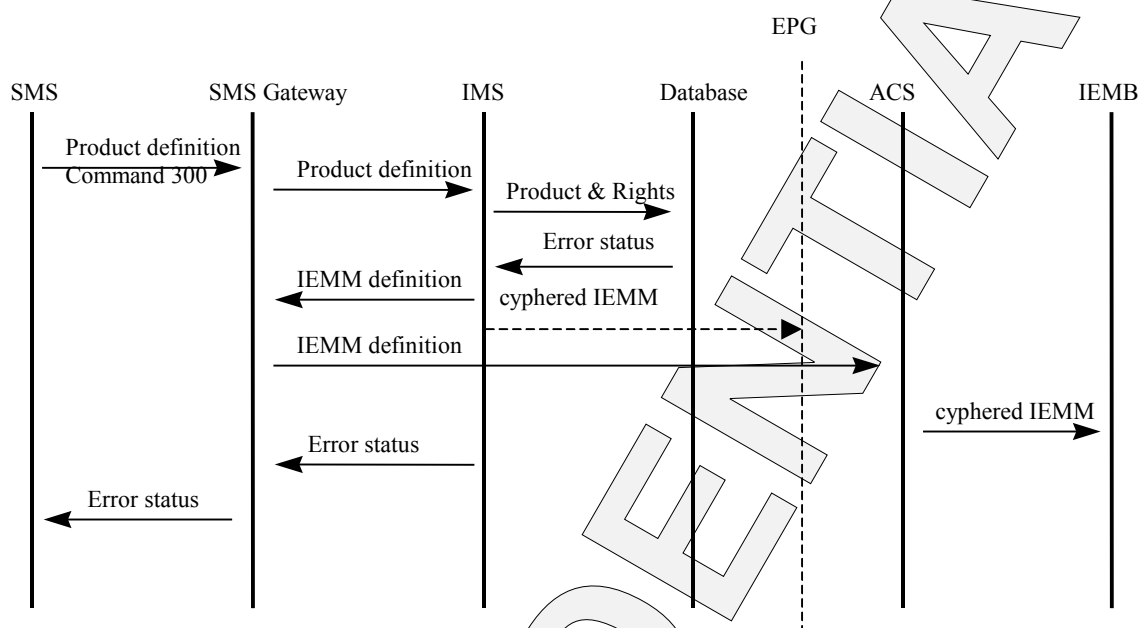 EPG
SMS
SMS Gateway
IMS
Database
ACS
IEMB
Product definition
Command 300
Product definition
Product & Rights
Error status
IEMM definition
cyphered IEMM
IEMM definition
cyphered IEMM
Error status
Error status
DENTIA